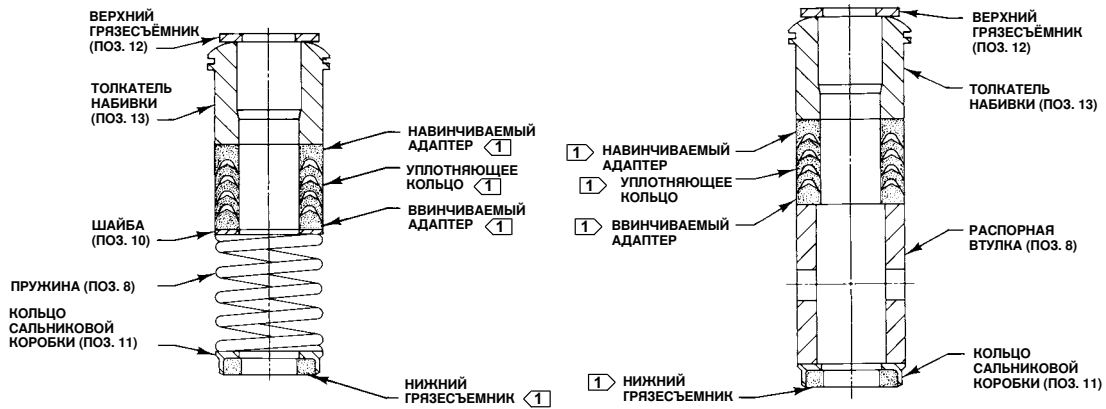 ВЕРХНИЙ
ГРЯЗЕСЪЁМНИК
(ПОЗ. 12)
ТОЛКАТЕЛЬ
НАБИВКИ
(ПОЗ. 13)
НАВИНЧИВАЕМЫЙ
АДАПТЕР 1
УПЛОТНЯЮЩЕЕ
КОЛЬЦО 1
ВВИНЧИВАЕМЫЙ
АДАПТЕР 1
ШАЙБА
(ПОЗ. 10)
ПРУЖИНА (ПОЗ. 8)
КОЛЬЦО
САЛЬНИКОВОЙ
КОРОБКИ (ПОЗ. 11)
НИЖНИЙ
ГРЯЗЕСЪЕМНИК 1
ВЕРХНИЙ
ГРЯЗЕСЪЁМНИК
(ПОЗ. 12)
ТОЛКАТЕЛЬ
НАБИВКИ (ПОЗ. 13)
1 НАВИНЧИВАЕМЫЙ
АДАПТЕР
1 УПЛОТНЯЮЩЕЕ
КОЛЬЦО
1 ВВИНЧИВАЕМЫЙ
АДАПТЕР
РАСПОРНАЯ
ВТУЛКА (ПОЗ. 8)
КОЛЬЦО
САЛЬНИКОВОЙ
КОРОБКИ (ПОЗ. 11)
1 НИЖНИЙ
ГРЯЗЕСЪЕМНИК